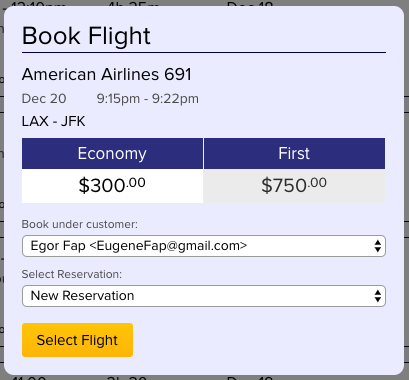 Book Flight
American Airlines 691
Dec 20 9:15pm - 9:22pm
LAX - JFK
Economy First
$300.00 $750.00
Book under customer:
Egor Fap <EugeneFap@gmail.com>
Select Reservation:
New Reservation
Select Flight